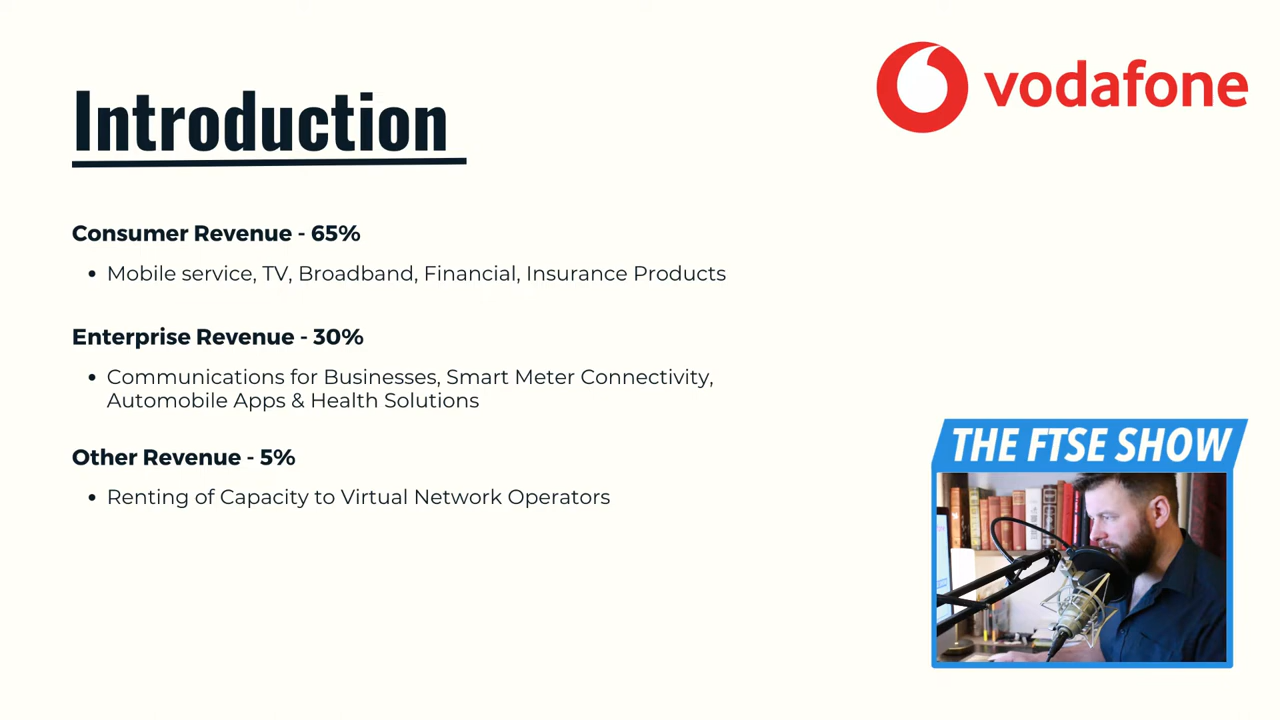 vodafone
Introduction
Consumer Revenue - 65%
• Mobile service, TV, Broadband, Financial, Insurance Products
Enterprise Revenue - 30%
• Communications for Businesses, Smart Meter Connectivity,
Automobile Apps & Health Solutions
Other Revenue - 5%
• Renting of Capacity to Virtual Network Operators
THE FTSE SHOW